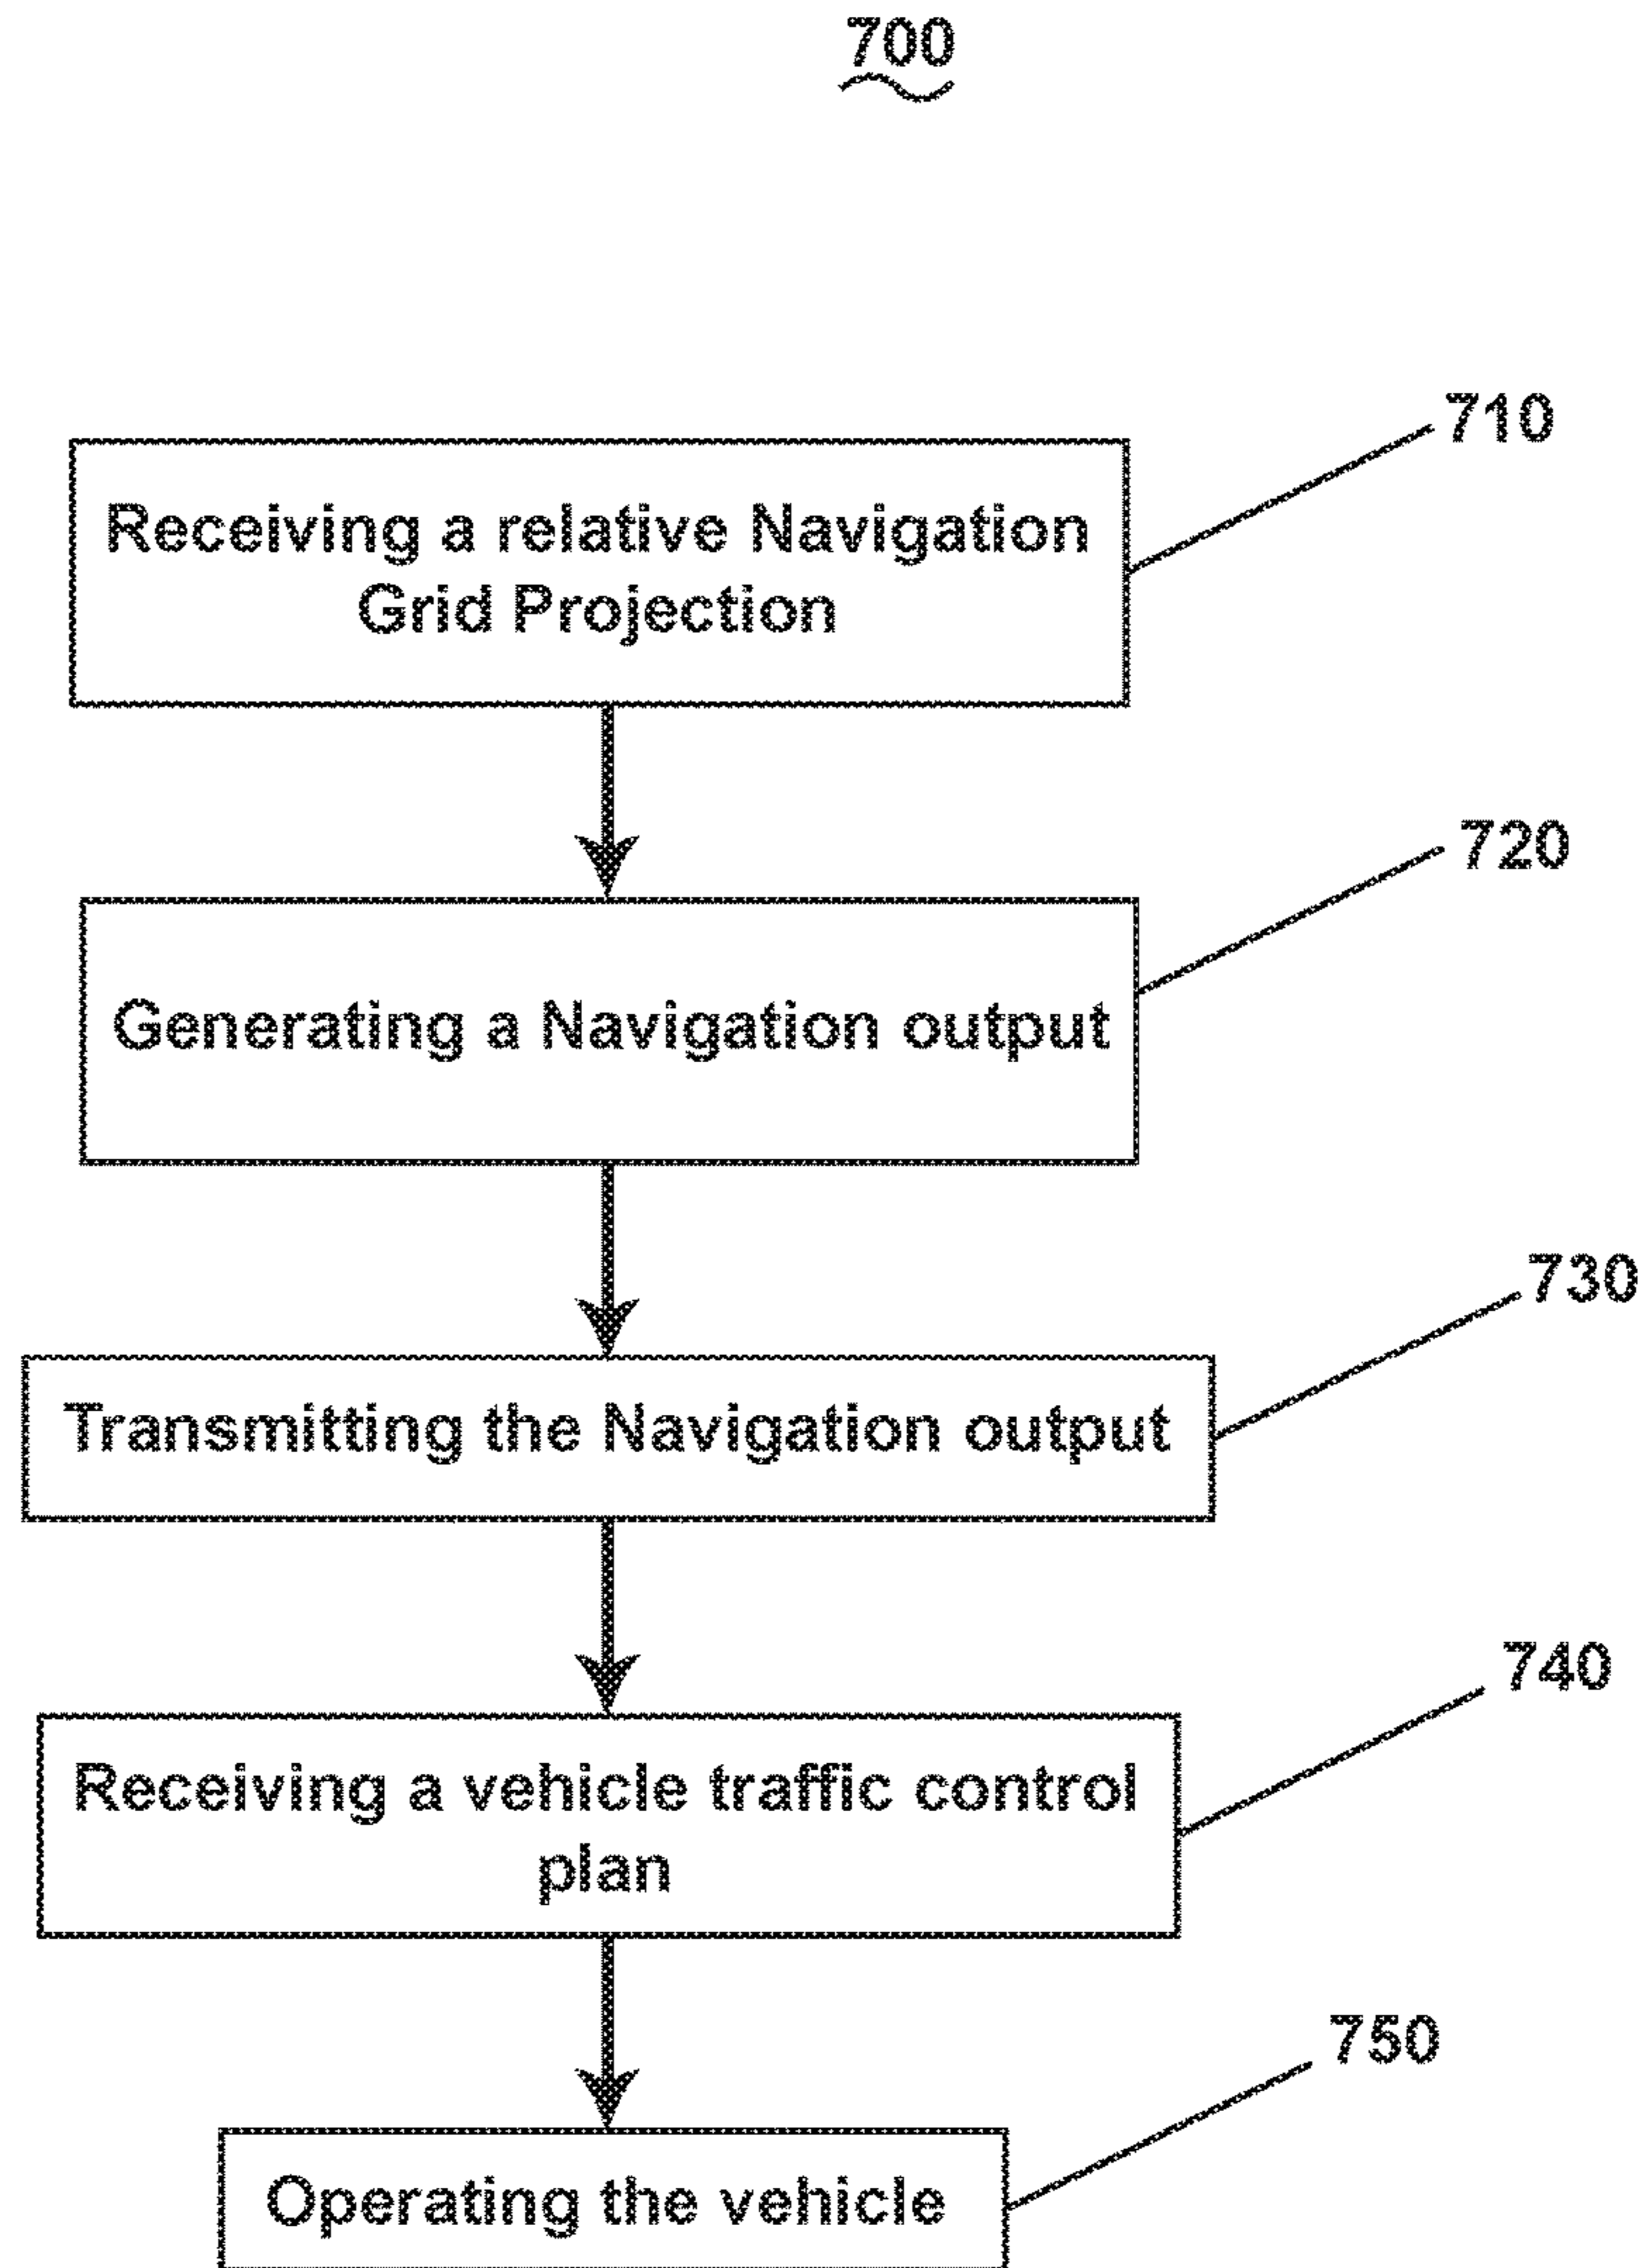 700
710
Receiving a relative Navigation
Grid Projection
720
Generating a Navigation output
730
Transmitting the Navigation output
740
Receiving a vehicle traffic control
plan
750
Operating the vehicle